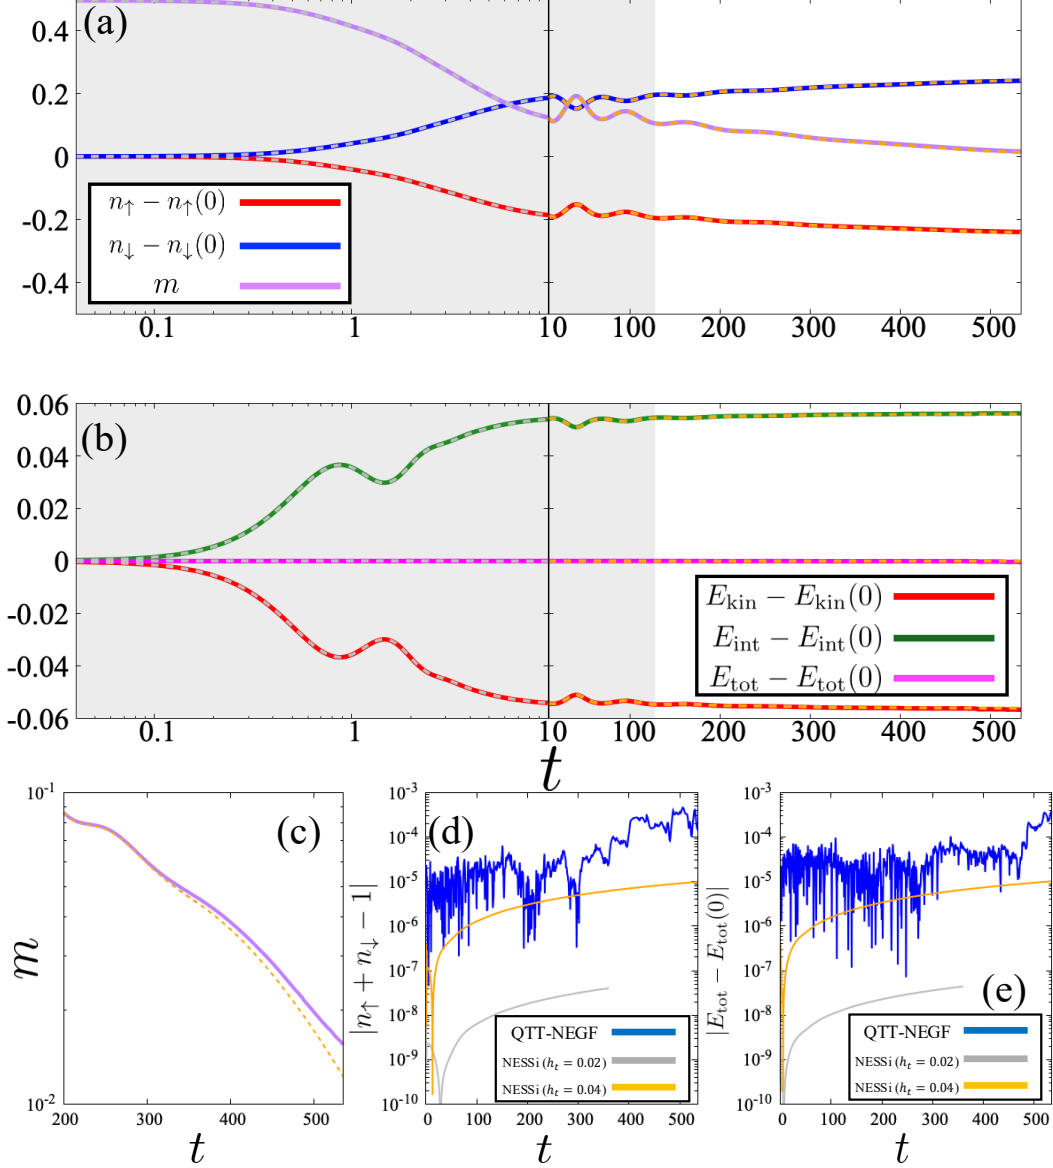 (a)
0.4
0.2
0
-0.2
-0.4
n↑ − n↑(0)
n↓ − n↓(0)
m
0.1 1 10 100 200 300 400 500
(b)
0.06
0.04
0.02
0
-0.02
-0.04
-0.06
E_kin − E_kin(0)
E_int − E_int(0)
E_tot − E_tot(0)
0.1 1 10 100 200 300 400 500
t
(c)
10^-1
10^-2
m
200 300 400 500
t
(d)
|n↑ + n↓ − 1|
10^-3
10^-4
10^-5
10^-6
10^-7
10^-8
10^-9
10^-10
QTT-NEGF
NESSi (h_t = 0.02)
NESSi (h_t = 0.04)
0 100 200 300 400 500
t
|E_tot − E_tot(0)|
10^-3
10^-4
10^-5
10^-6
10^-7
10^-8
10^-9
10^-10
(e)
QTT-NEGF
NESSi (h_t = 0.02)
NESSi (h_t = 0.04)
0 100 200 300 400 500
t